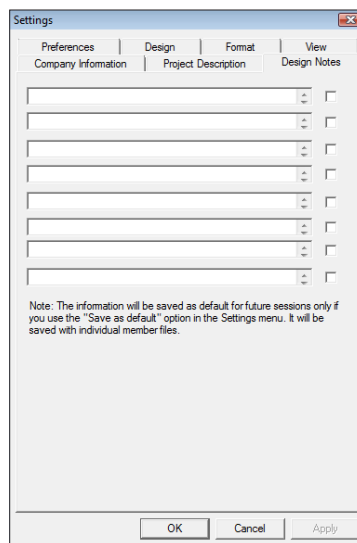 Settings
Preferences Design Format View
Company Information Project Description Design Notes
Note: The information will be saved as default for future sessions only if
you use the "Save as default" option in the Settings menu. It will be
saved with individual member files.
OK Cancel Apply